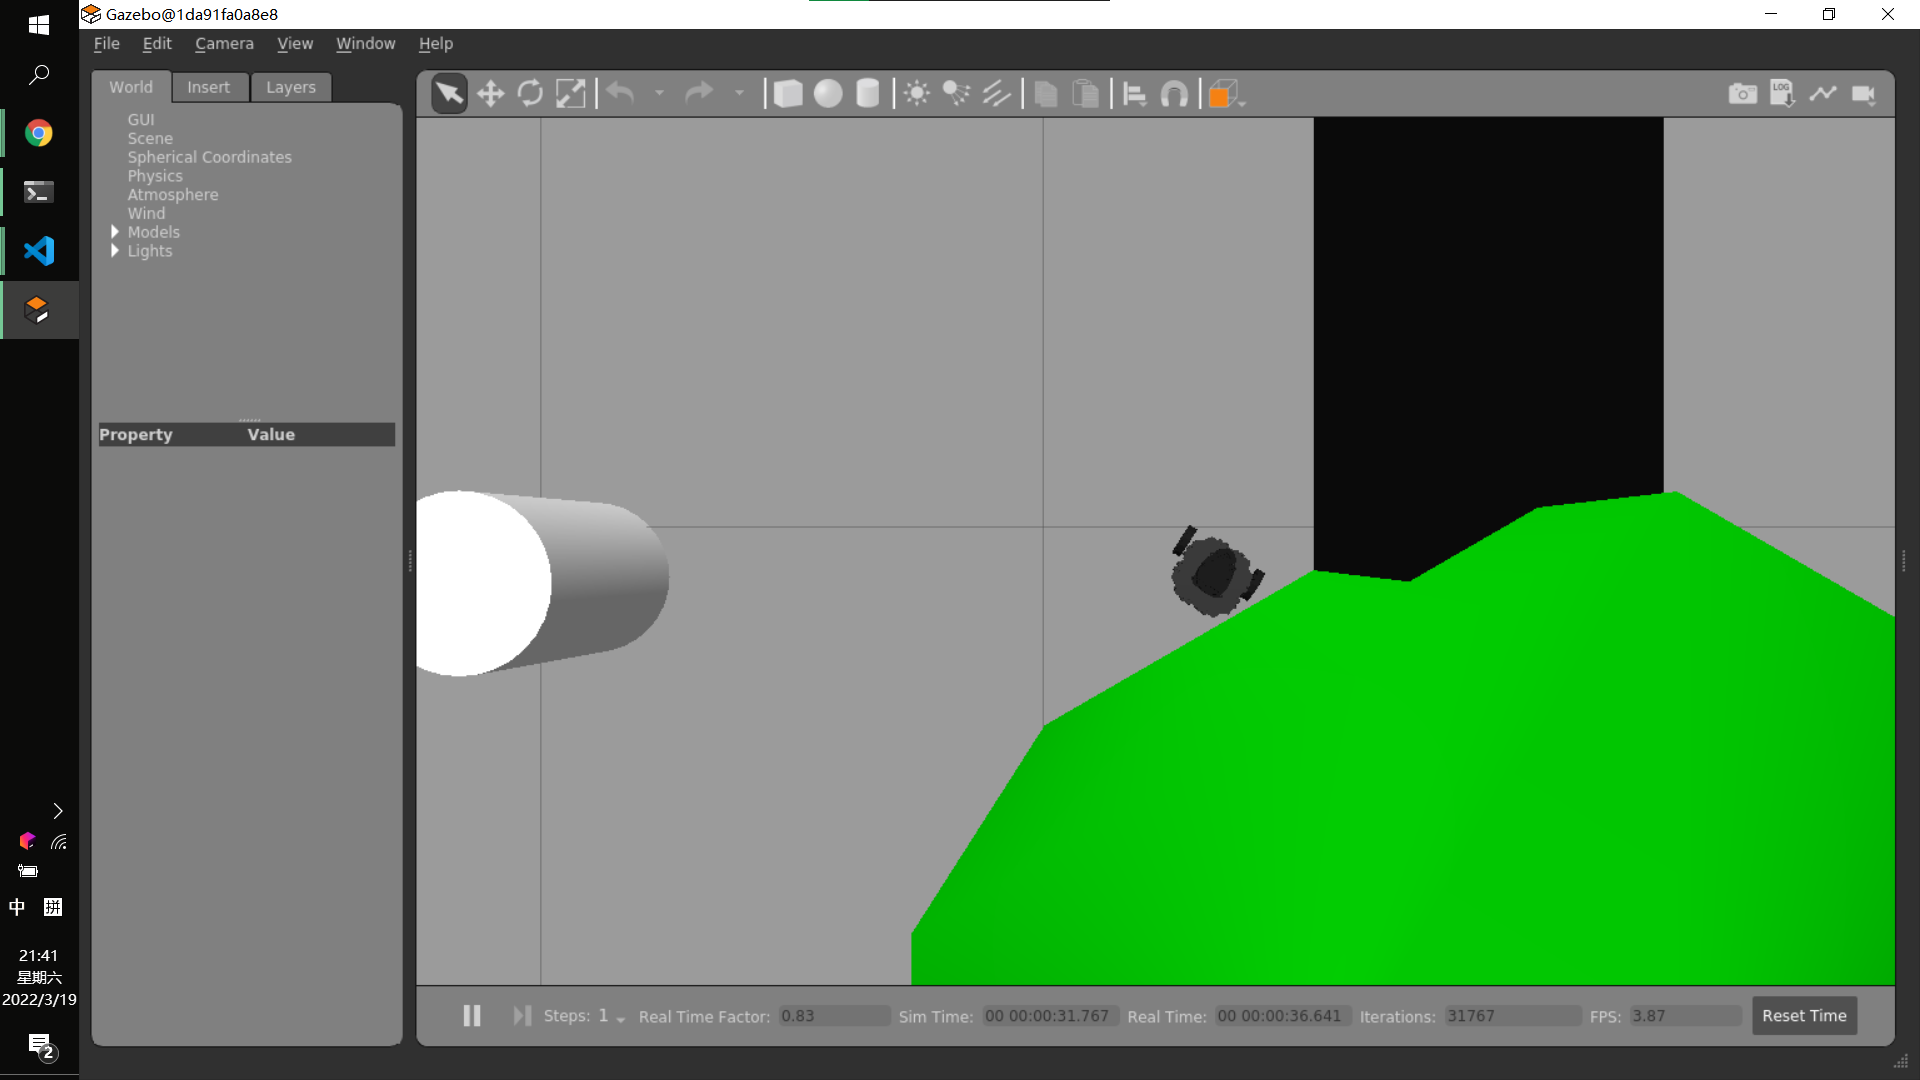 Gazebo@1da91fa0a8e8
File Edit Camera View Window Help
World Insert Layers
GUI
Scene
Spherical Coordinates
Physics
Atmosphere
Wind
Models
Lights
Property Value
LOG
Steps: 1 Real Time Factor: 0.83 Sim Time: 00 00:00:31.767 Real Time: 00 00:00:36.641 Iterations: 31767 FPS: 3.87 Reset Time
中 拼
21:41
星期六
2022/3/19
2